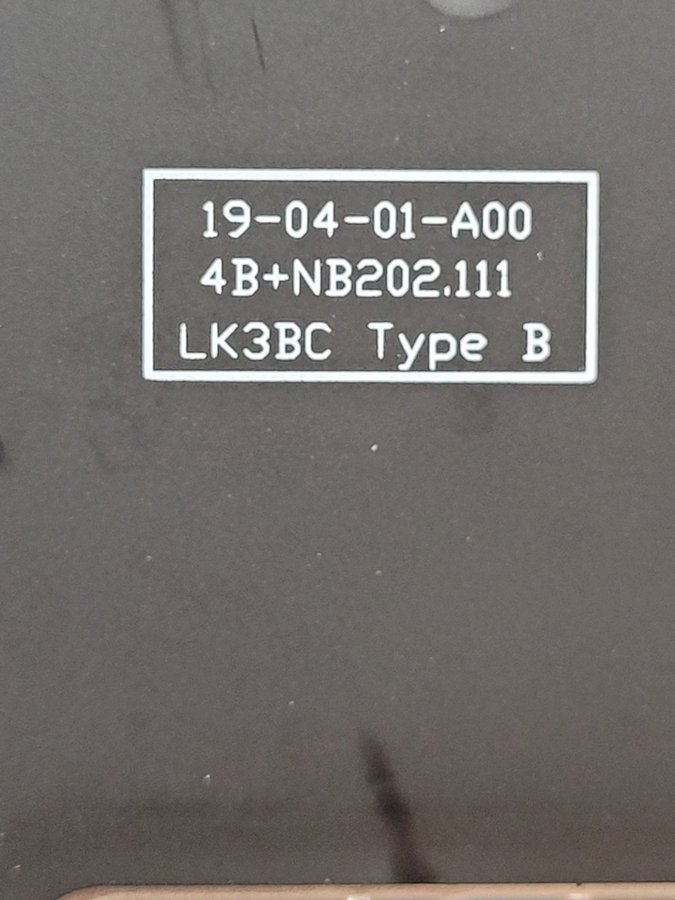 19-04-01-A00
4B+NB202.111
LK3BC Type B